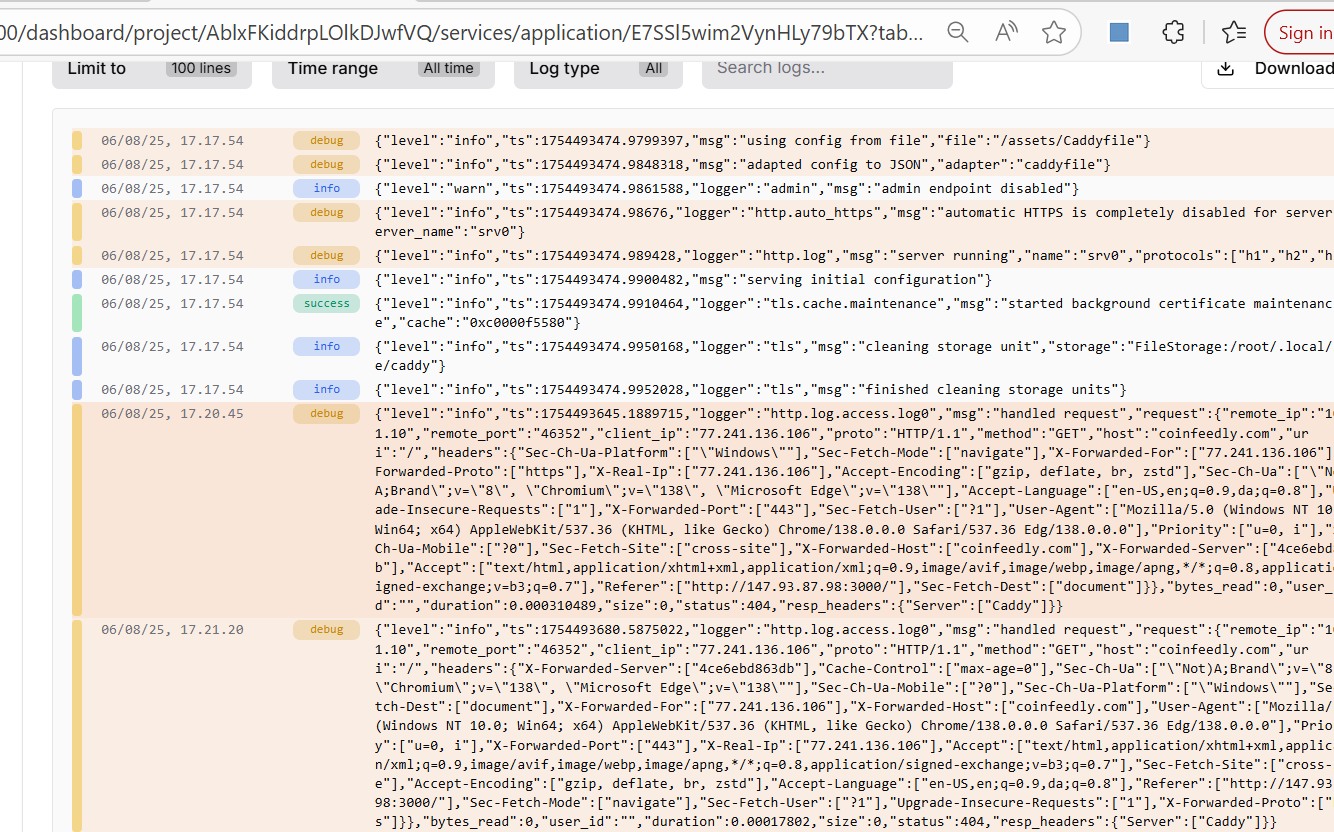 00/dashboard/project/AblxFKiddrpLOlkDJwfVQ/services/application/E7SSl5wim2VynHLy79bTX?tab...
Sign in
Limit to 100 lines Time range All time Log type All Search logs... Download
06/08/25, 17.17.54 debug {"level":"info","ts":1754493474.9799397,"msg":"using config from file","file":"/assets/Caddyfile"}
06/08/25, 17.17.54 debug {"level":"info","ts":1754493474.9848318,"msg":"adapted config to JSON","adapter":"caddyfile"}
06/08/25, 17.17.54 info {"level":"warn","ts":1754493474.9861588,"logger":"admin","msg":"admin endpoint disabled"}
06/08/25, 17.17.54 debug {"level":"info","ts":1754493474.98676,"logger":"http.auto_https","msg":"automatic HTTPS is completely disabled for server
erver_name":"srv0"}
06/08/25, 17.17.54 debug {"level":"info","ts":1754493474.989428,"logger":"http.log","msg":"server running","name":"srv0","protocols":["h1","h2","h
06/08/25, 17.17.54 info {"level":"info","ts":1754493474.9900482,"msg":"serving initial configuration"}
06/08/25, 17.17.54 success {"level":"info","ts":1754493474.9910464,"logger":"tls.cache.maintenance","msg":"started background certificate maintenanc
e","cache":"0xc0000f5580"}
06/08/25, 17.17.54 info {"level":"info","ts":1754493474.9950168,"logger":"tls","msg":"cleaning storage unit","storage":"FileStorage:/root/.local/
e/caddy"}
06/08/25, 17.17.54 info {"level":"info","ts":1754493474.9952028,"logger":"tls","msg":"finished cleaning storage units"}
06/08/25, 17.20.45 debug {"level":"info","ts":1754493645.1889715,"logger":"http.log.access.log0","msg":"handled request","request":{"remote_ip":"10
1.10","remote_port":"46352","client_ip":"77.241.136.106","proto":"HTTP/1.1","method":"GET","host":"coinfeedly.com","ur
i":"/","headers":{"Sec-Ch-Ua-Platform":["\"Windows\""],"Sec-Fetch-Mode":["navigate"],"X-Forwarded-For":["77.241.136.106"]
Forwarded-Proto":["https"],"X-Real-Ip":["77.241.136.106"],"Accept-Encoding":["gzip, deflate, br, zstd"],"Sec-Ch-Ua":["\"No
A;Brand\";v=\"8\", \"Chromium\";v=\"138\", \"Microsoft Edge\";v=\"138\""],"Accept-Language":["en-US,en;q=0.9,da;q=0.8"],"
ade-Insecure-Requests":["1"],"X-Forwarded-Port":["443"],"Sec-Fetch-User":["?1"],"User-Agent":["Mozilla/5.0 (Windows NT 10
Win64; x64) AppleWebKit/537.36 (KHTML, like Gecko) Chrome/138.0.0.0 Safari/537.36 Edg/138.0.0.0"],"Priority":["u=0, i"],"
Ch-Ua-Mobile":["?0"],"Sec-Fetch-Site":["cross-site"],"X-Forwarded-Host":["coinfeedly.com"],"X-Forwarded-Server":["4ce6ebd
b"],"Accept":["text/html,application/xhtml+xml,application/xml;q=0.9,image/avif,image/webp,image/apng,*/*;q=0.8,applicatio
igned-exchange;v=b3;q=0.7"],"Referer":["http://147.93.87.98:3000/"],"Sec-Fetch-Dest":["document"]}},"bytes_read":0,"user_
d":"","duration":0.000310489,"size":0,"status":404,"resp_headers":{"Server":["Caddy"]}}
06/08/25, 17.21.20 debug {"level":"info","ts":1754493680.5875022,"logger":"http.log.access.log0","msg":"handled request","request":{"remote_ip":"10
1.10","remote_port":"46352","client_ip":"77.241.136.106","proto":"HTTP/1.1","method":"GET","host":"coinfeedly.com","ur
i":"/","headers":{"X-Forwarded-Server":["4ce6ebd863db"],"Cache-Control":["max-age=0"],"Sec-Ch-Ua":["\"Not)A;Brand\";v=\"8
\"Chromium\";v=\"138\", \"Microsoft Edge\";v=\"138\""],"Sec-Ch-Ua-Mobile":["?0"],"Sec-Ch-Ua-Platform":["\"Windows\""],"Se
tch-Dest":["document"],"X-Forwarded-For":["77.241.136.106"],"X-Forwarded-Host":["coinfeedly.com"],"User-Agent":["Mozilla/
(Windows NT 10.0; Win64; x64) AppleWebKit/537.36 (KHTML, like Gecko) Chrome/138.0.0.0 Safari/537.36 Edg/138.0.0.0"],"Prio
y":["u=0, i"],"X-Forwarded-Port":["443"],"X-Real-Ip":["77.241.136.106"],"Accept":["text/html,application/xhtml+xml,applic
n/xml;q=0.9,image/avif,image/webp,image/apng,*/*;q=0.8,application/signed-exchange;v=b3;q=0.7"],"Sec-Fetch-Site":["cross-
e"],"Accept-Encoding":["gzip, deflate, br, zstd"],"Accept-Language":["en-US,en;q=0.9,da;q=0.8"],"Referer":["http://147.93
98:3000/"],"Sec-Fetch-Mode":["navigate"],"Sec-Fetch-User":["?1"],"Upgrade-Insecure-Requests":["1"],"X-Forwarded-Proto":["
s"]}},"bytes_read":0,"user_id":"","duration":0.00017802,"size":0,"status":404,"resp_headers":{"Server":["Caddy"]}}